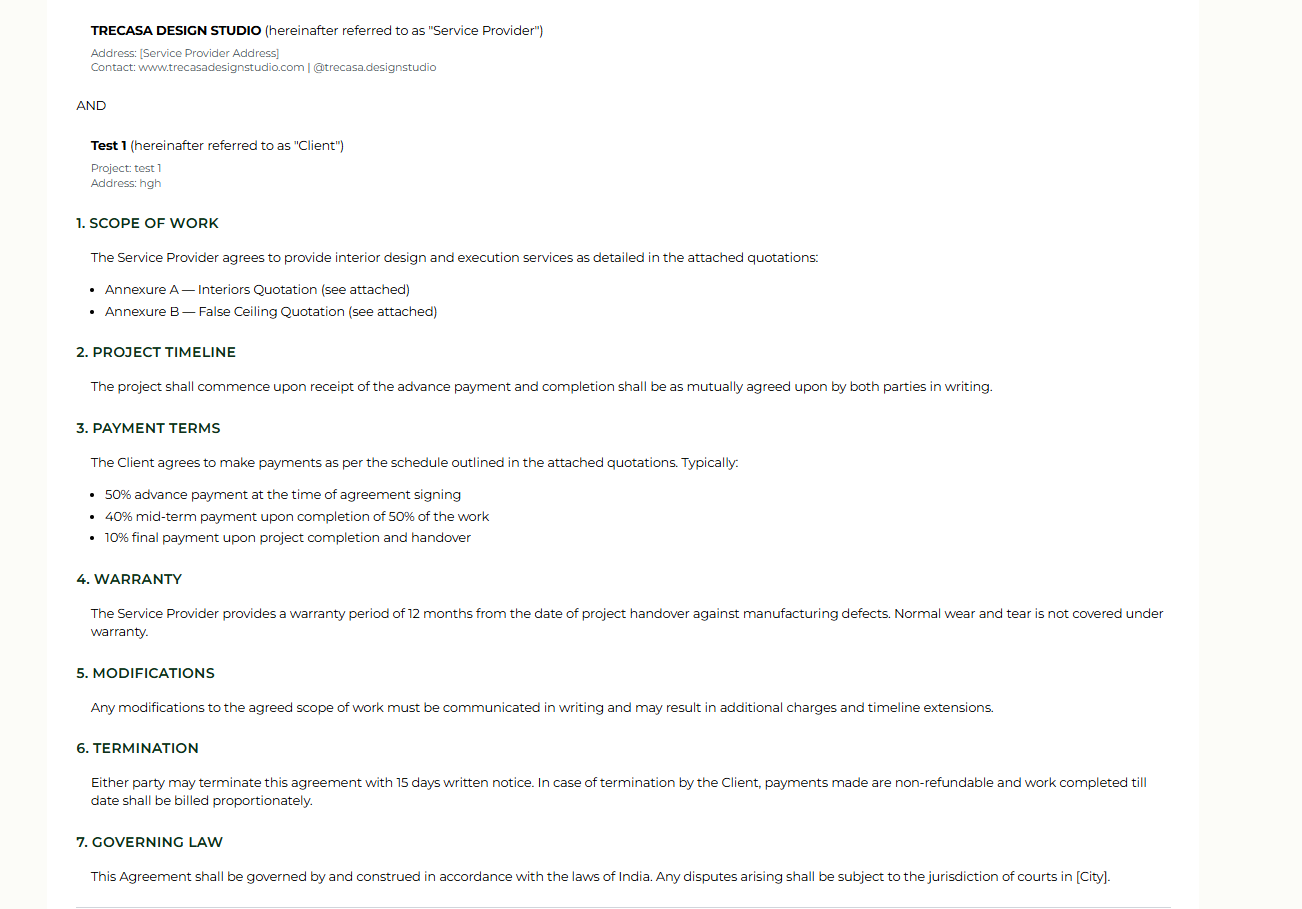 TRECASA DESIGN STUDIO (hereinafter referred to as "Service Provider")
Address: [Service Provider Address]
Contact: www.trecasadesignstudio.com | @trecasa.designstudio
AND
Test 1 (hereinafter referred to as "Client")
Project: test 1
Address: hgh
1. SCOPE OF WORK
The Service Provider agrees to provide interior design and execution services as detailed in the attached quotations:
• Annexure A — Interiors Quotation (see attached)
• Annexure B — False Ceiling Quotation (see attached)
2. PROJECT TIMELINE
The project shall commence upon receipt of the advance payment and completion shall be as mutually agreed upon by both parties in writing.
3. PAYMENT TERMS
The Client agrees to make payments as per the schedule outlined in the attached quotations. Typically:
• 50% advance payment at the time of agreement signing
• 40% mid-term payment upon completion of 50% of the work
• 10% final payment upon project completion and handover
4. WARRANTY
The Service Provider provides a warranty period of 12 months from the date of project handover against manufacturing defects. Normal wear and tear is not covered under
warranty.
5. MODIFICATIONS
Any modifications to the agreed scope of work must be communicated in writing and may result in additional charges and timeline extensions.
6. TERMINATION
Either party may terminate this agreement with 15 days written notice. In case of termination by the Client, payments made are non-refundable and work completed till
date shall be billed proportionately.
7. GOVERNING LAW
This Agreement shall be governed by and construed in accordance with the laws of India. Any disputes arising shall be subject to the jurisdiction of courts in [City].